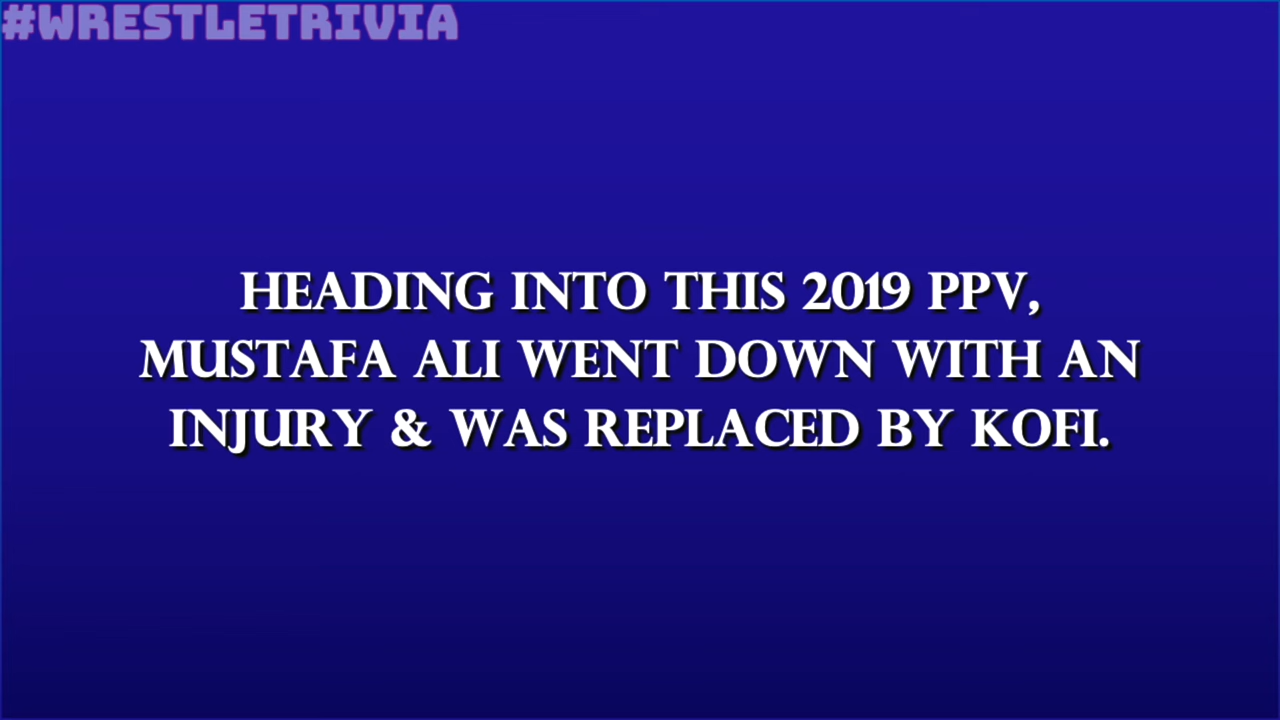 #WRESTLETRIVIA
HEADING INTO THIS 2019 PPV,
MUSTAFA ALI WENT DOWN WITH AN
INJURY & WAS REPLACED BY KOFI.